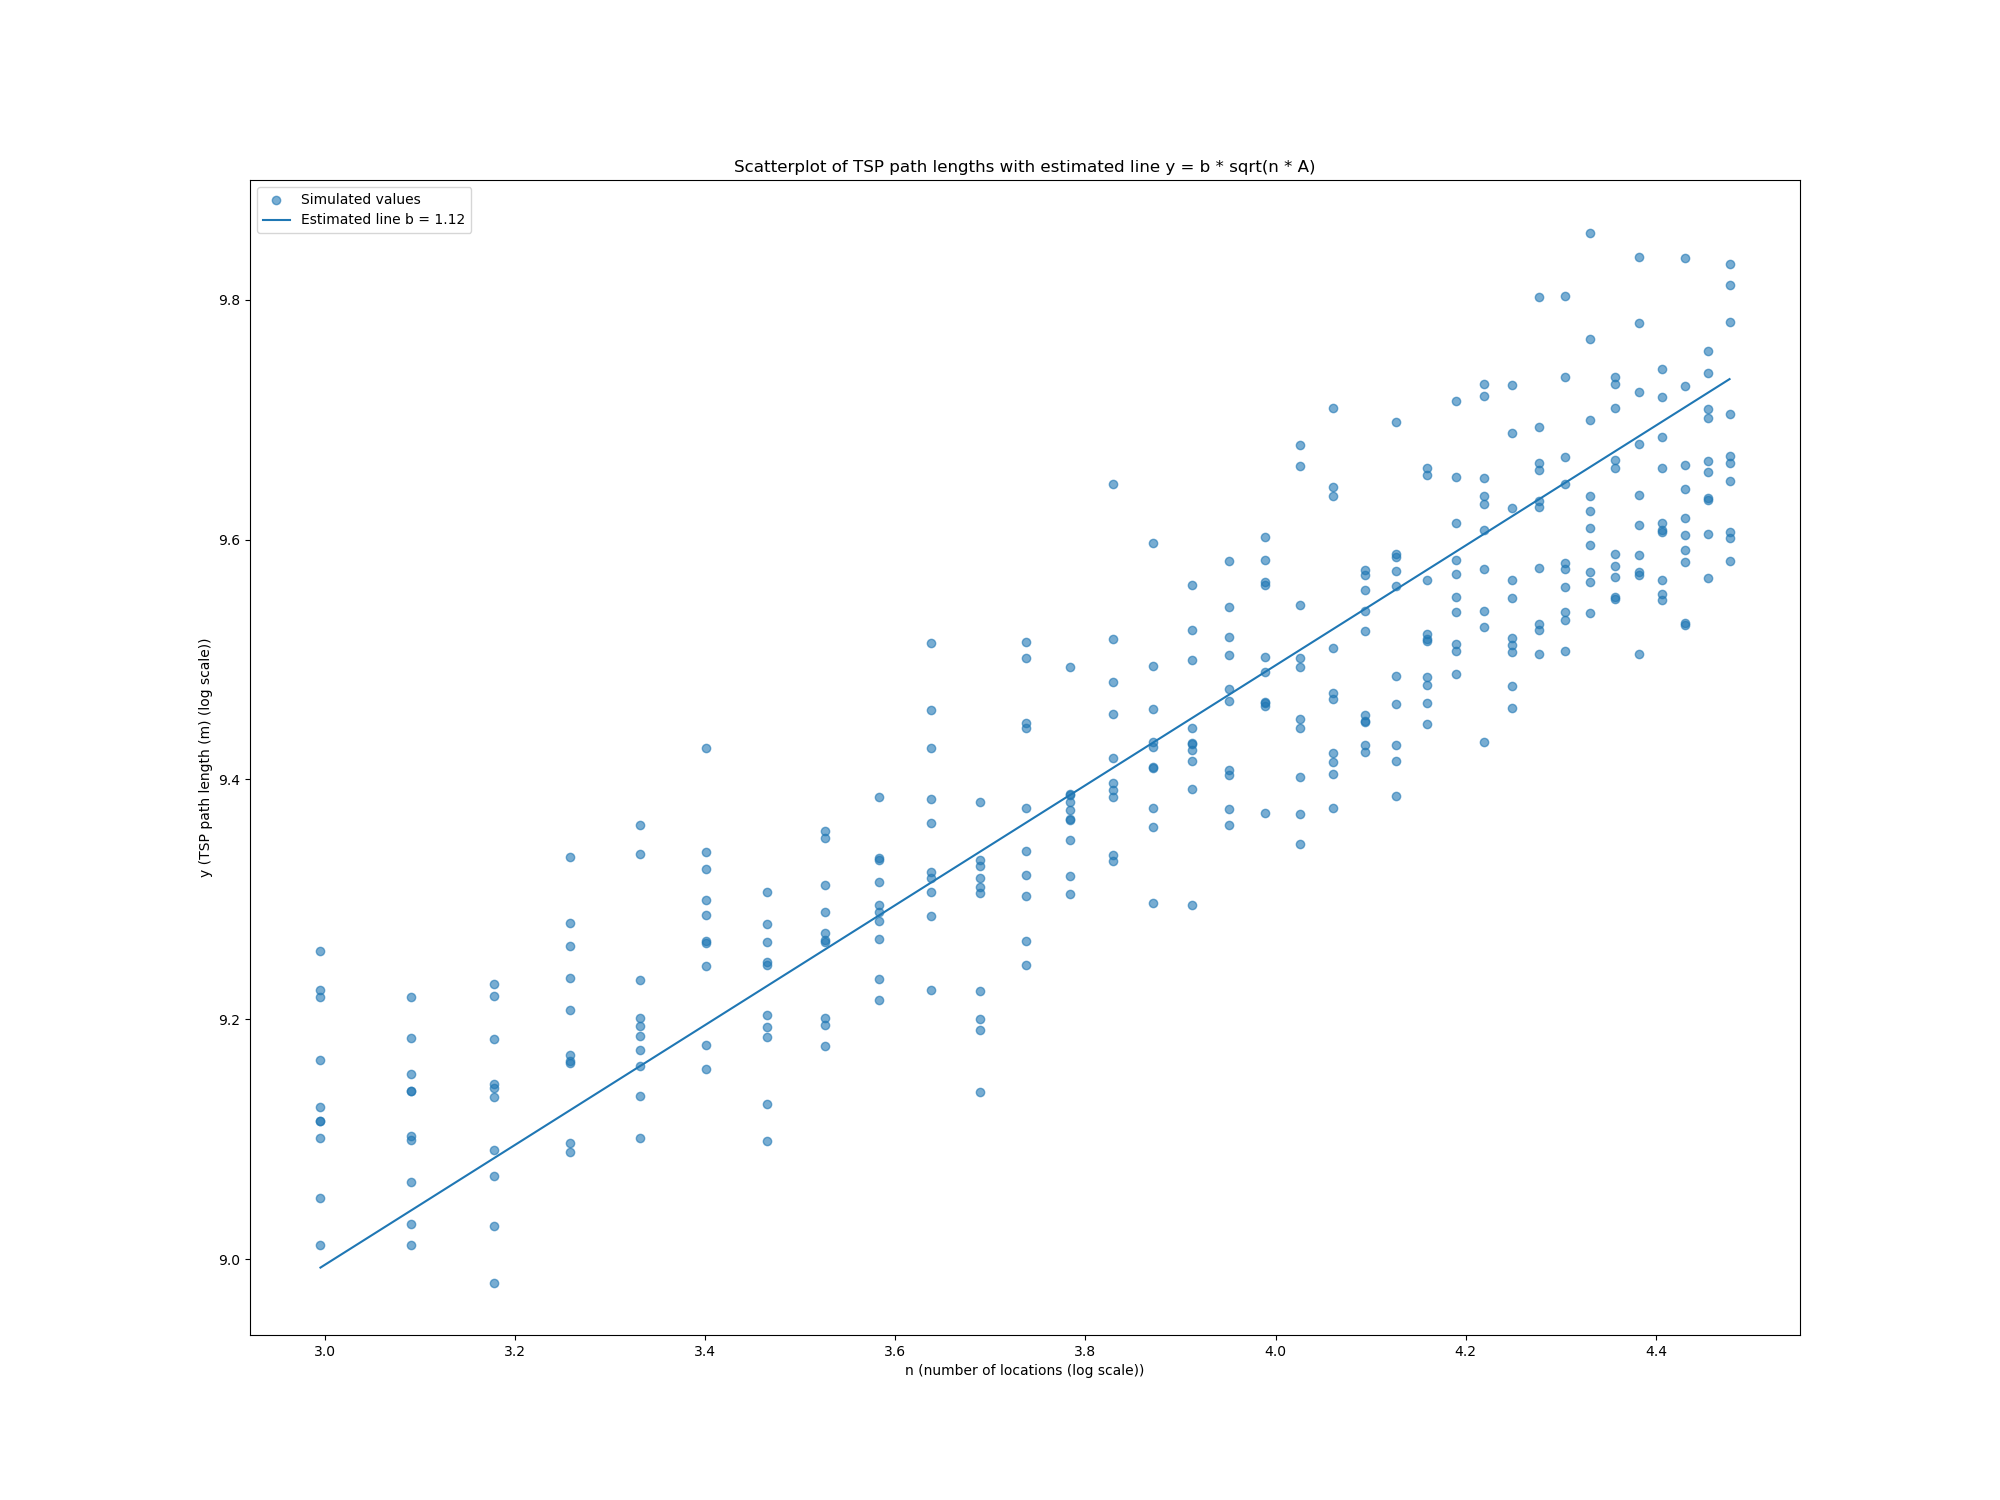 Scatterplot of TSP path lengths with estimated line y = b * sqrt(n * A)
Simulated values
Estimated line b = 1.12
9.8
9.6
9.4
9.2
9.0
y (TSP path length (m) (log scale))
3.0 3.2 3.4 3.6 3.8 4.0 4.2 4.4
n (number of locations (log scale))